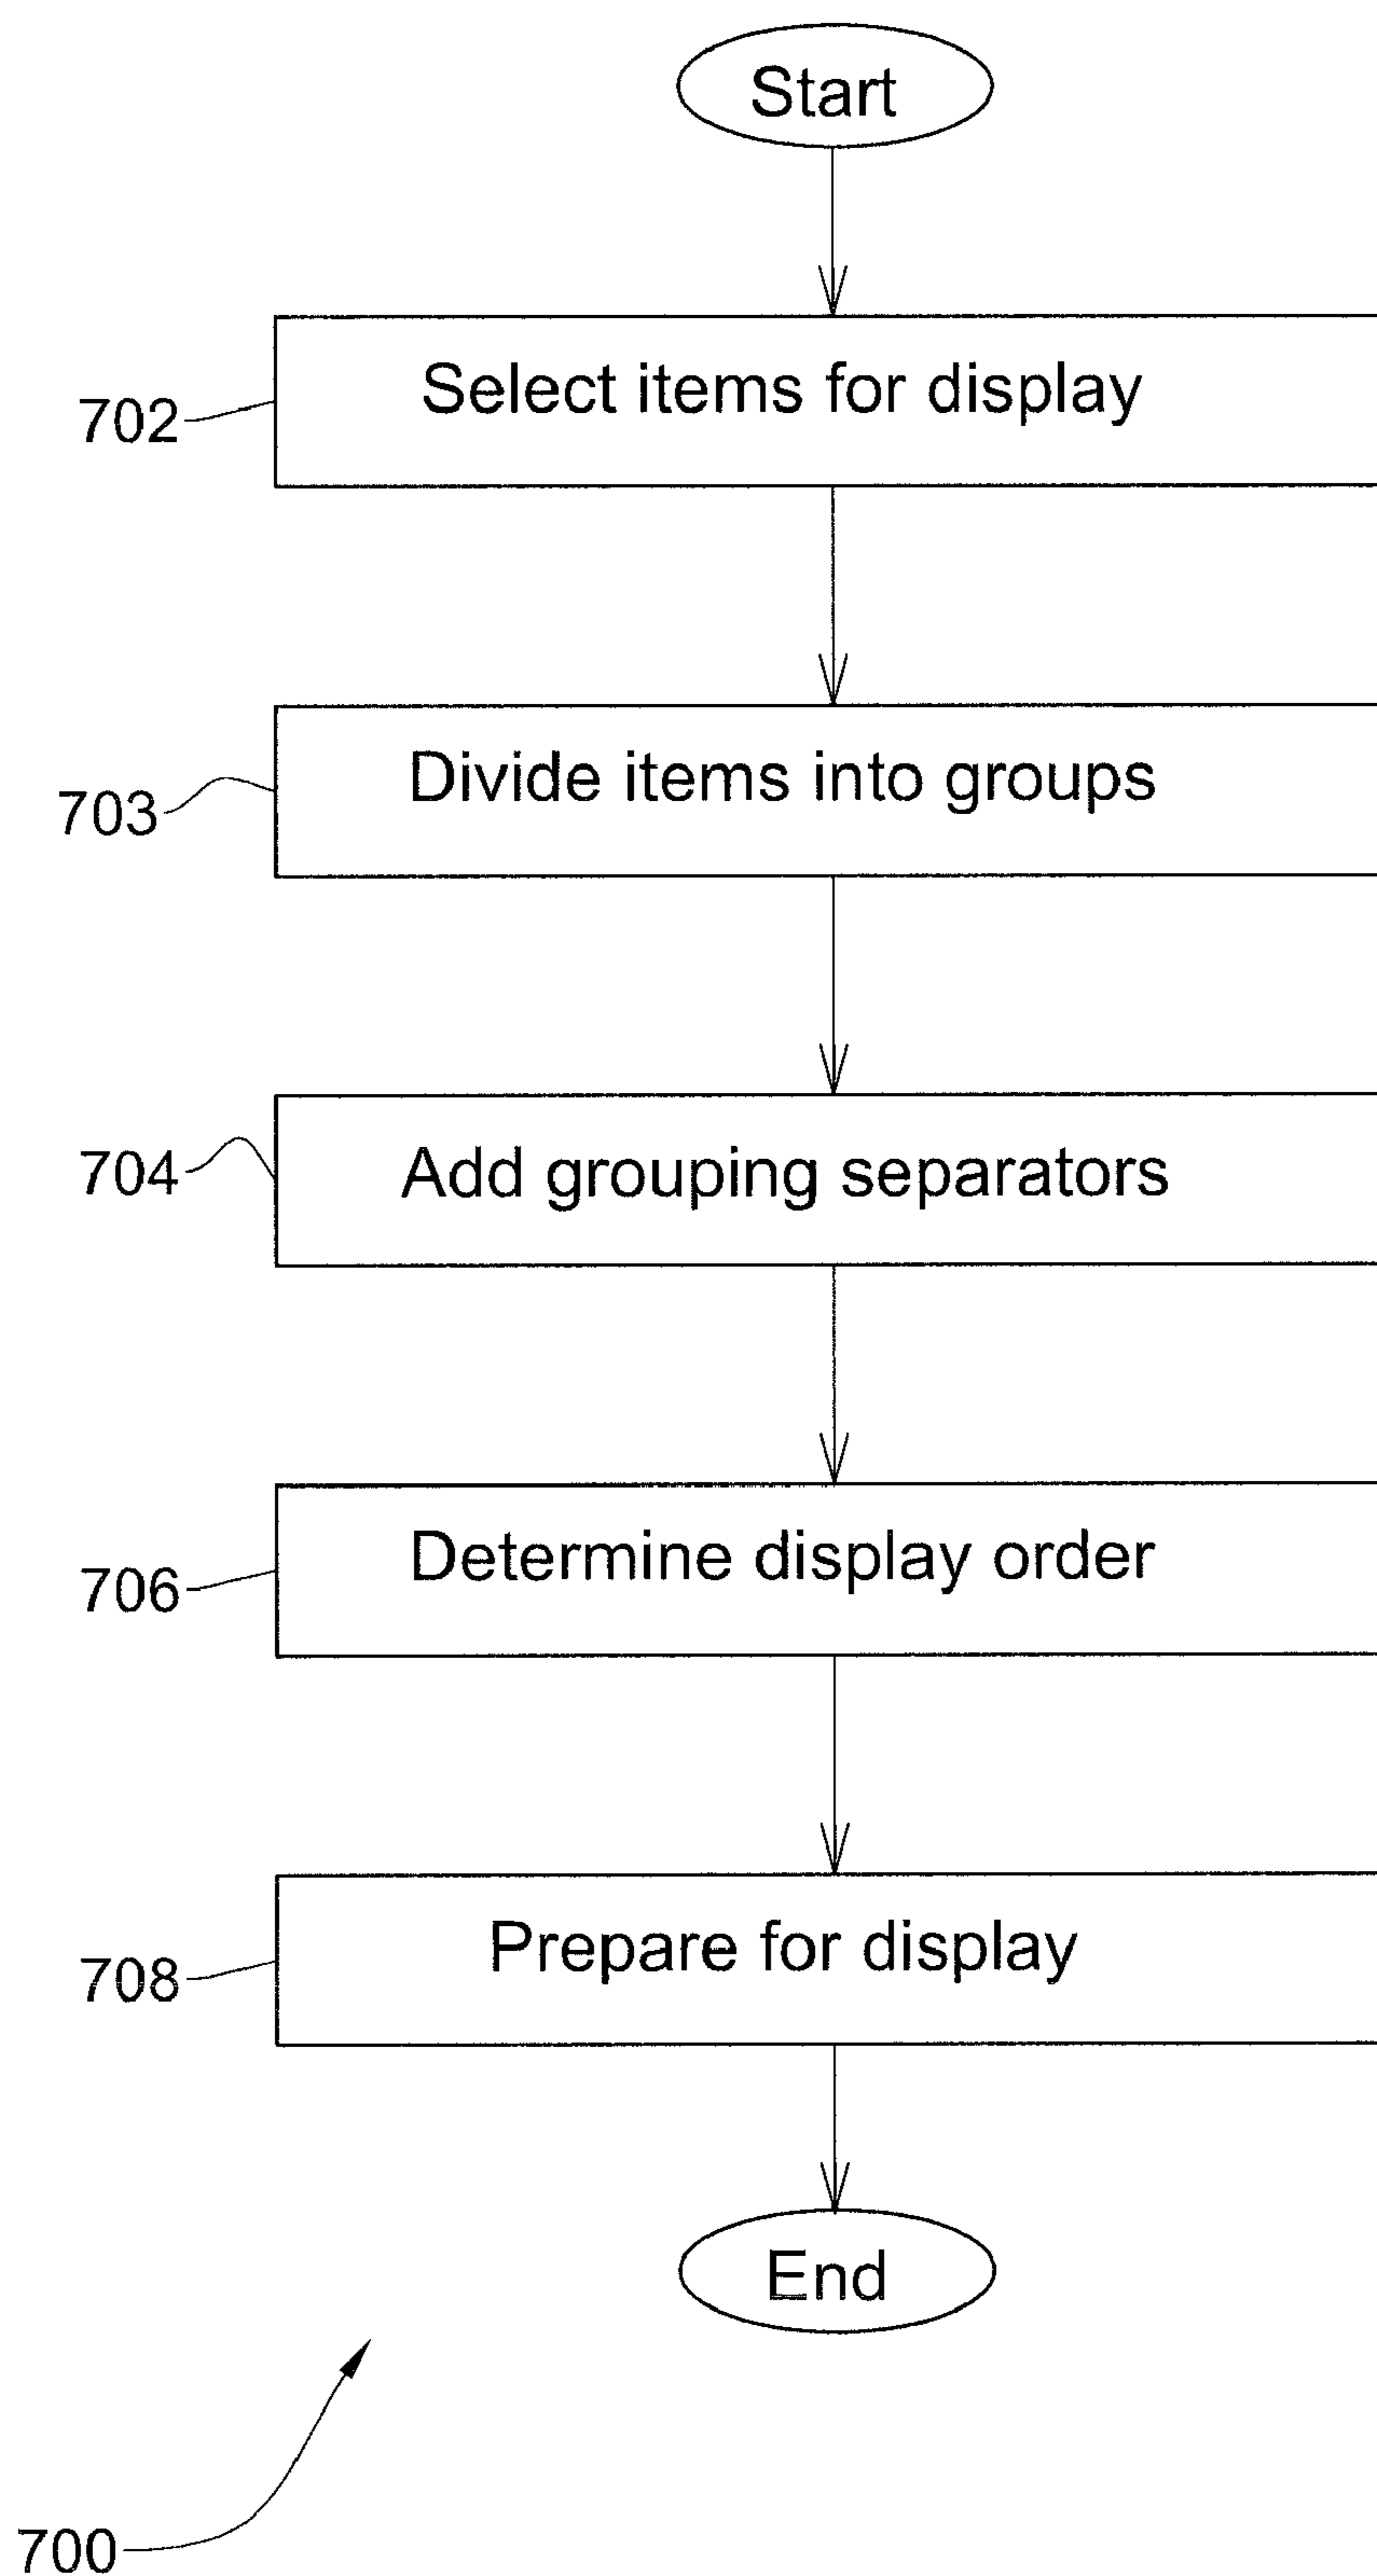 Start
Select items for display
702
Divide items into groups
703
Add grouping separators
704
Determine display order
706
Prepare for display
708
End
700